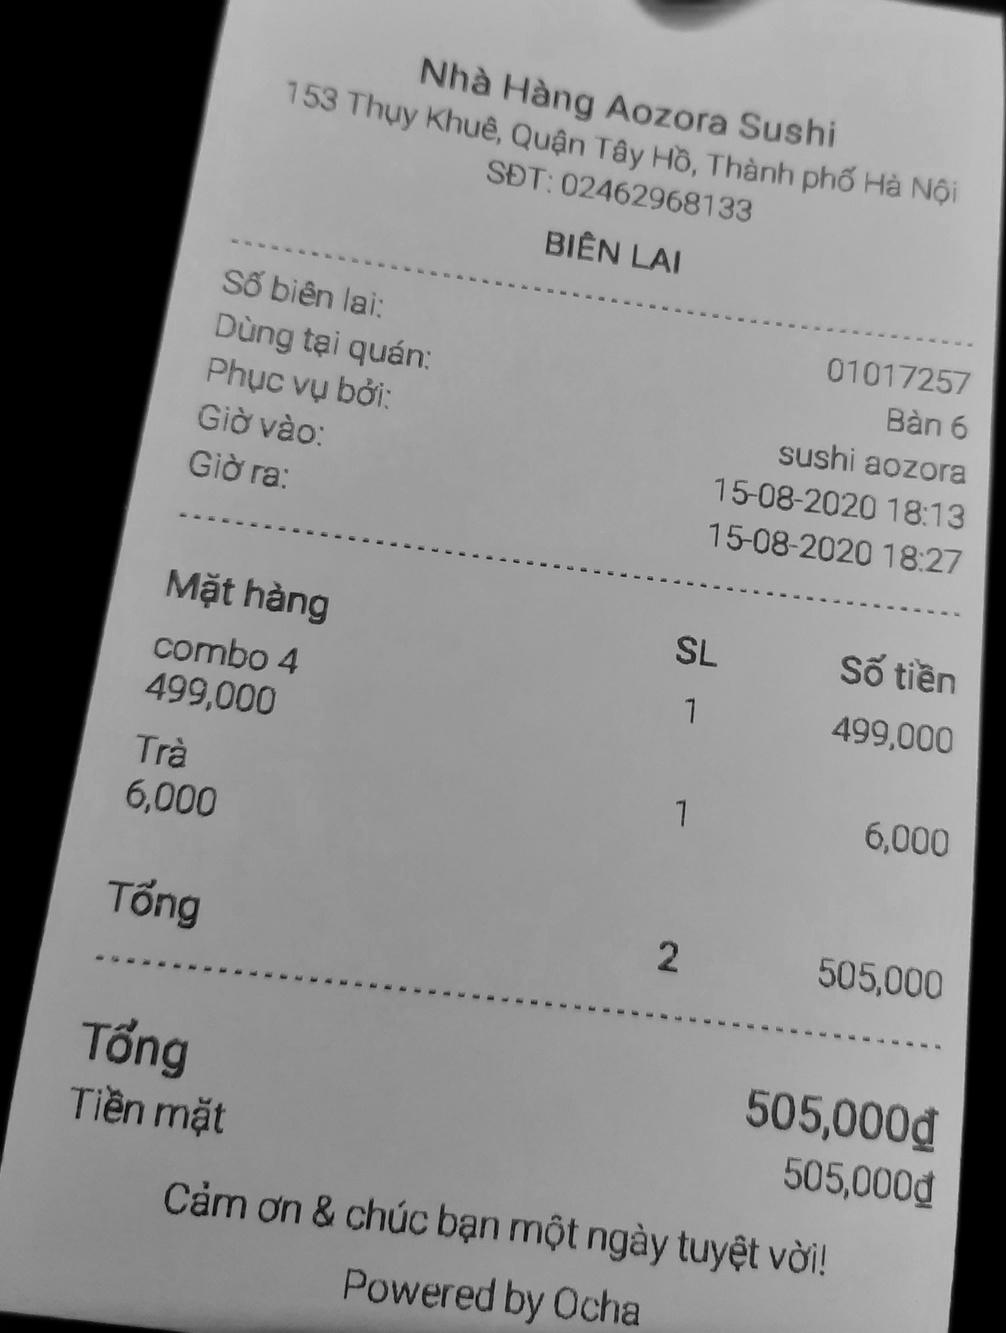 Nhà Hàng Aozora Sushi
153 Thụy Khuê, Quận Tây Hồ, Thành phố Hà Nội
SĐT: 02462968133
BIÊN LAI
Số biên lai: 01017257
Dùng tại quán: Bàn 6
Phục vụ bởi: sushi aozora
Giờ vào: 15-08-2020 18:13
Giờ ra: 15-08-2020 18:27
Mặt hàng SL Số tiền
combo 4
499,000 1 499,000
Trà
6,000 1 6,000
Tổng 2 505,000
Tổng 505,000₫
Tiền mặt 505,000₫
Cảm ơn & chúc bạn một ngày tuyệt vời!
Powered by Ocha